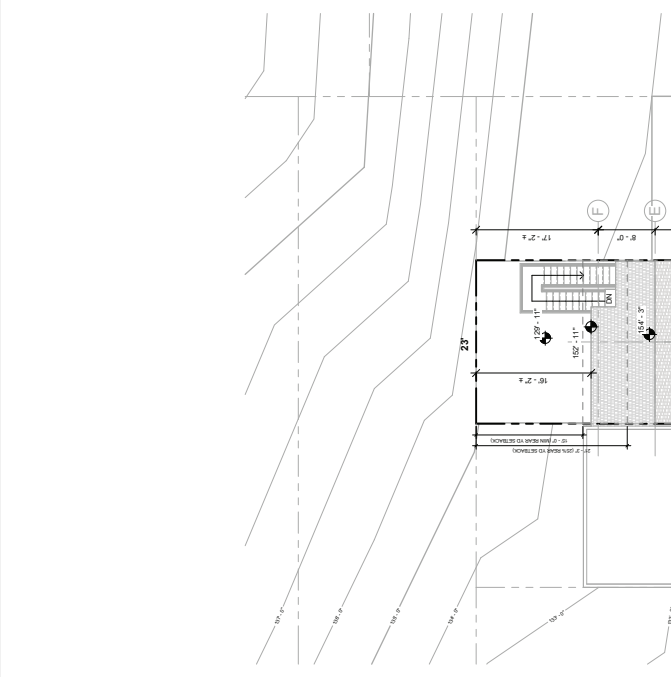 F
E
17' - 2" ±
8' - 0"
DN
129' - 11"
152' - 11"
154' - 3"
23'
16' - 2" ±
15' - 0" (MIN REAR YD SETBACK)
21' - 3" (25% REAR YD SETBACK)